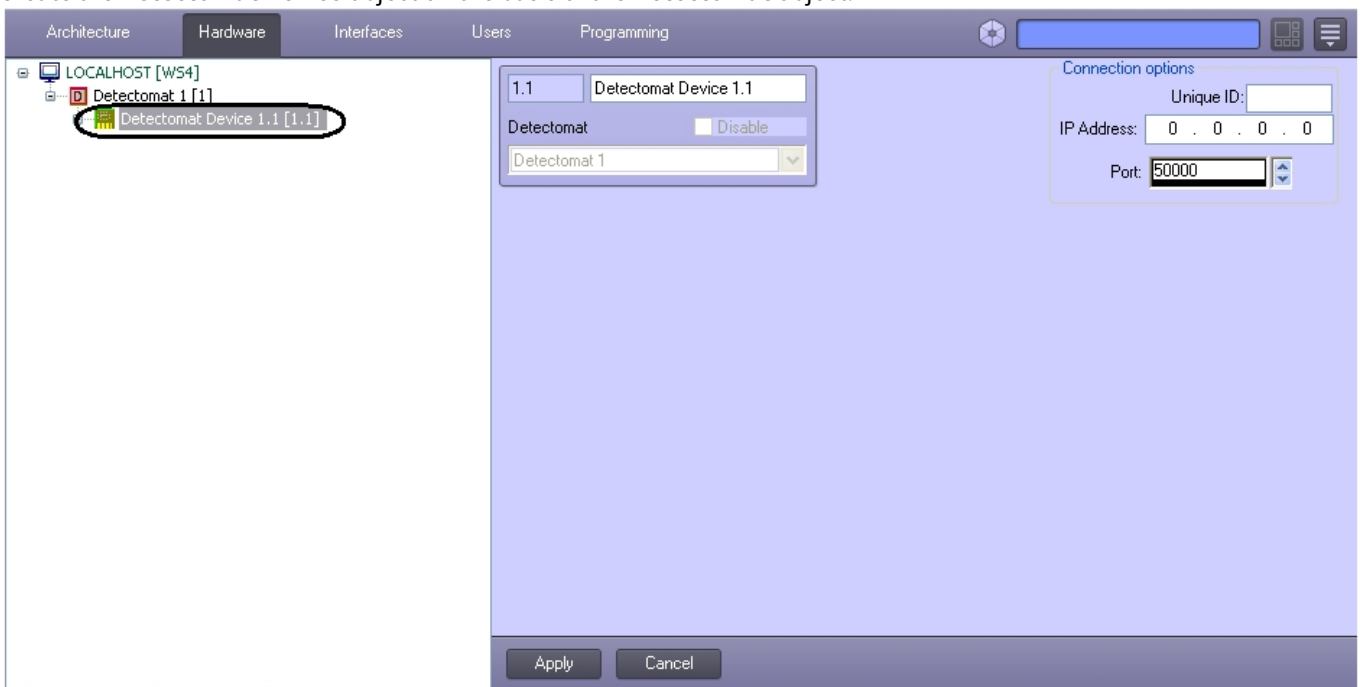 Architecture Hardware Interfaces Users Programming
LOCALHOST [WS4]
Detectomat 1 [1]
Detectomat Device 1.1 [1.1]
1.1 Detectomat Device 1.1
Detectomat Disable
Detectomat 1
Connection options
Unique ID:
IP Address: 0 . 0 . 0 . 0
Port: 50000
Apply Cancel